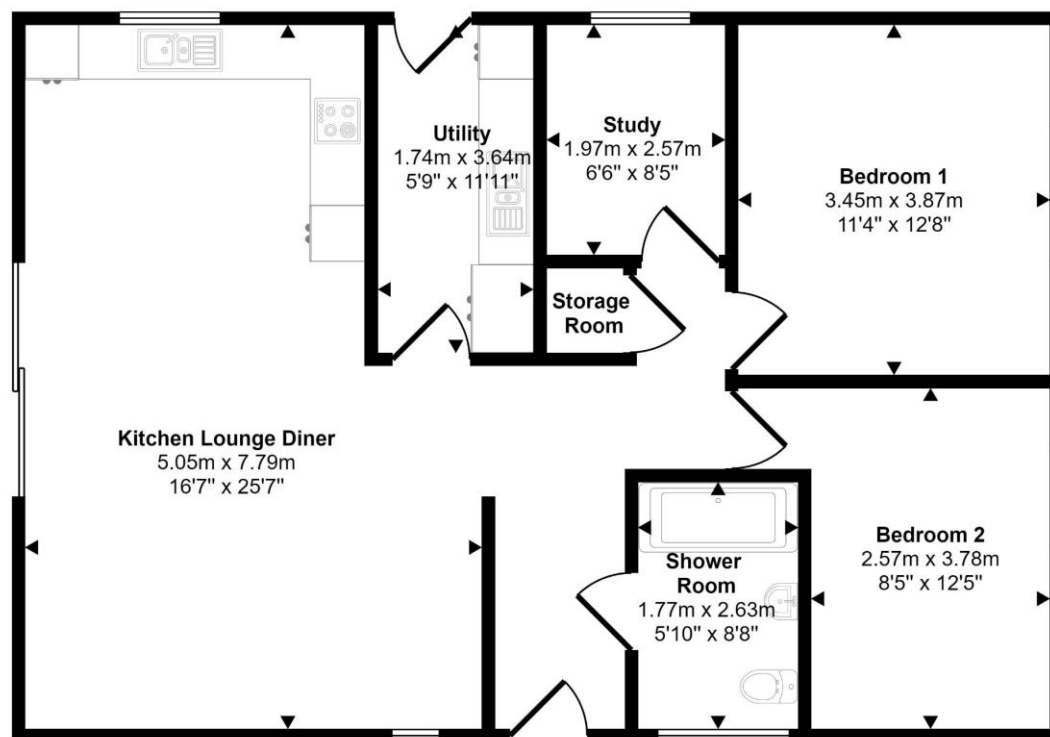 Utility
1.74m x 3.64m
5'9" x 11'11"
Study
1.97m x 2.57m
6'6" x 8'5"
Bedroom 1
3.45m x 3.87m
11'4" x 12'8"
Storage
Room
Kitchen Lounge Diner
5.05m x 7.79m
16'7" x 25'7"
Shower
Room
1.77m x 2.63m
5'10" x 8'8"
Bedroom 2
2.57m x 3.78m
8'5" x 12'5"